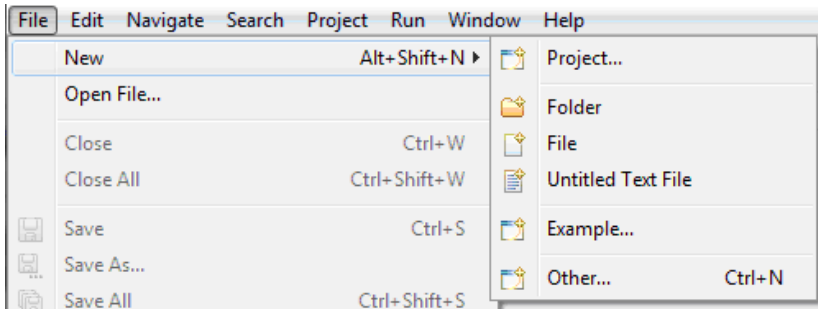 File Edit Navigate Search Project Run Window Help
New Alt+Shift+N
Open File...
Close Ctrl+W
Close All Ctrl+Shift+W
Save Ctrl+S
Save As...
Save All Ctrl+Shift+S
Project...
Folder
File
Untitled Text File
Example...
Other... Ctrl+N